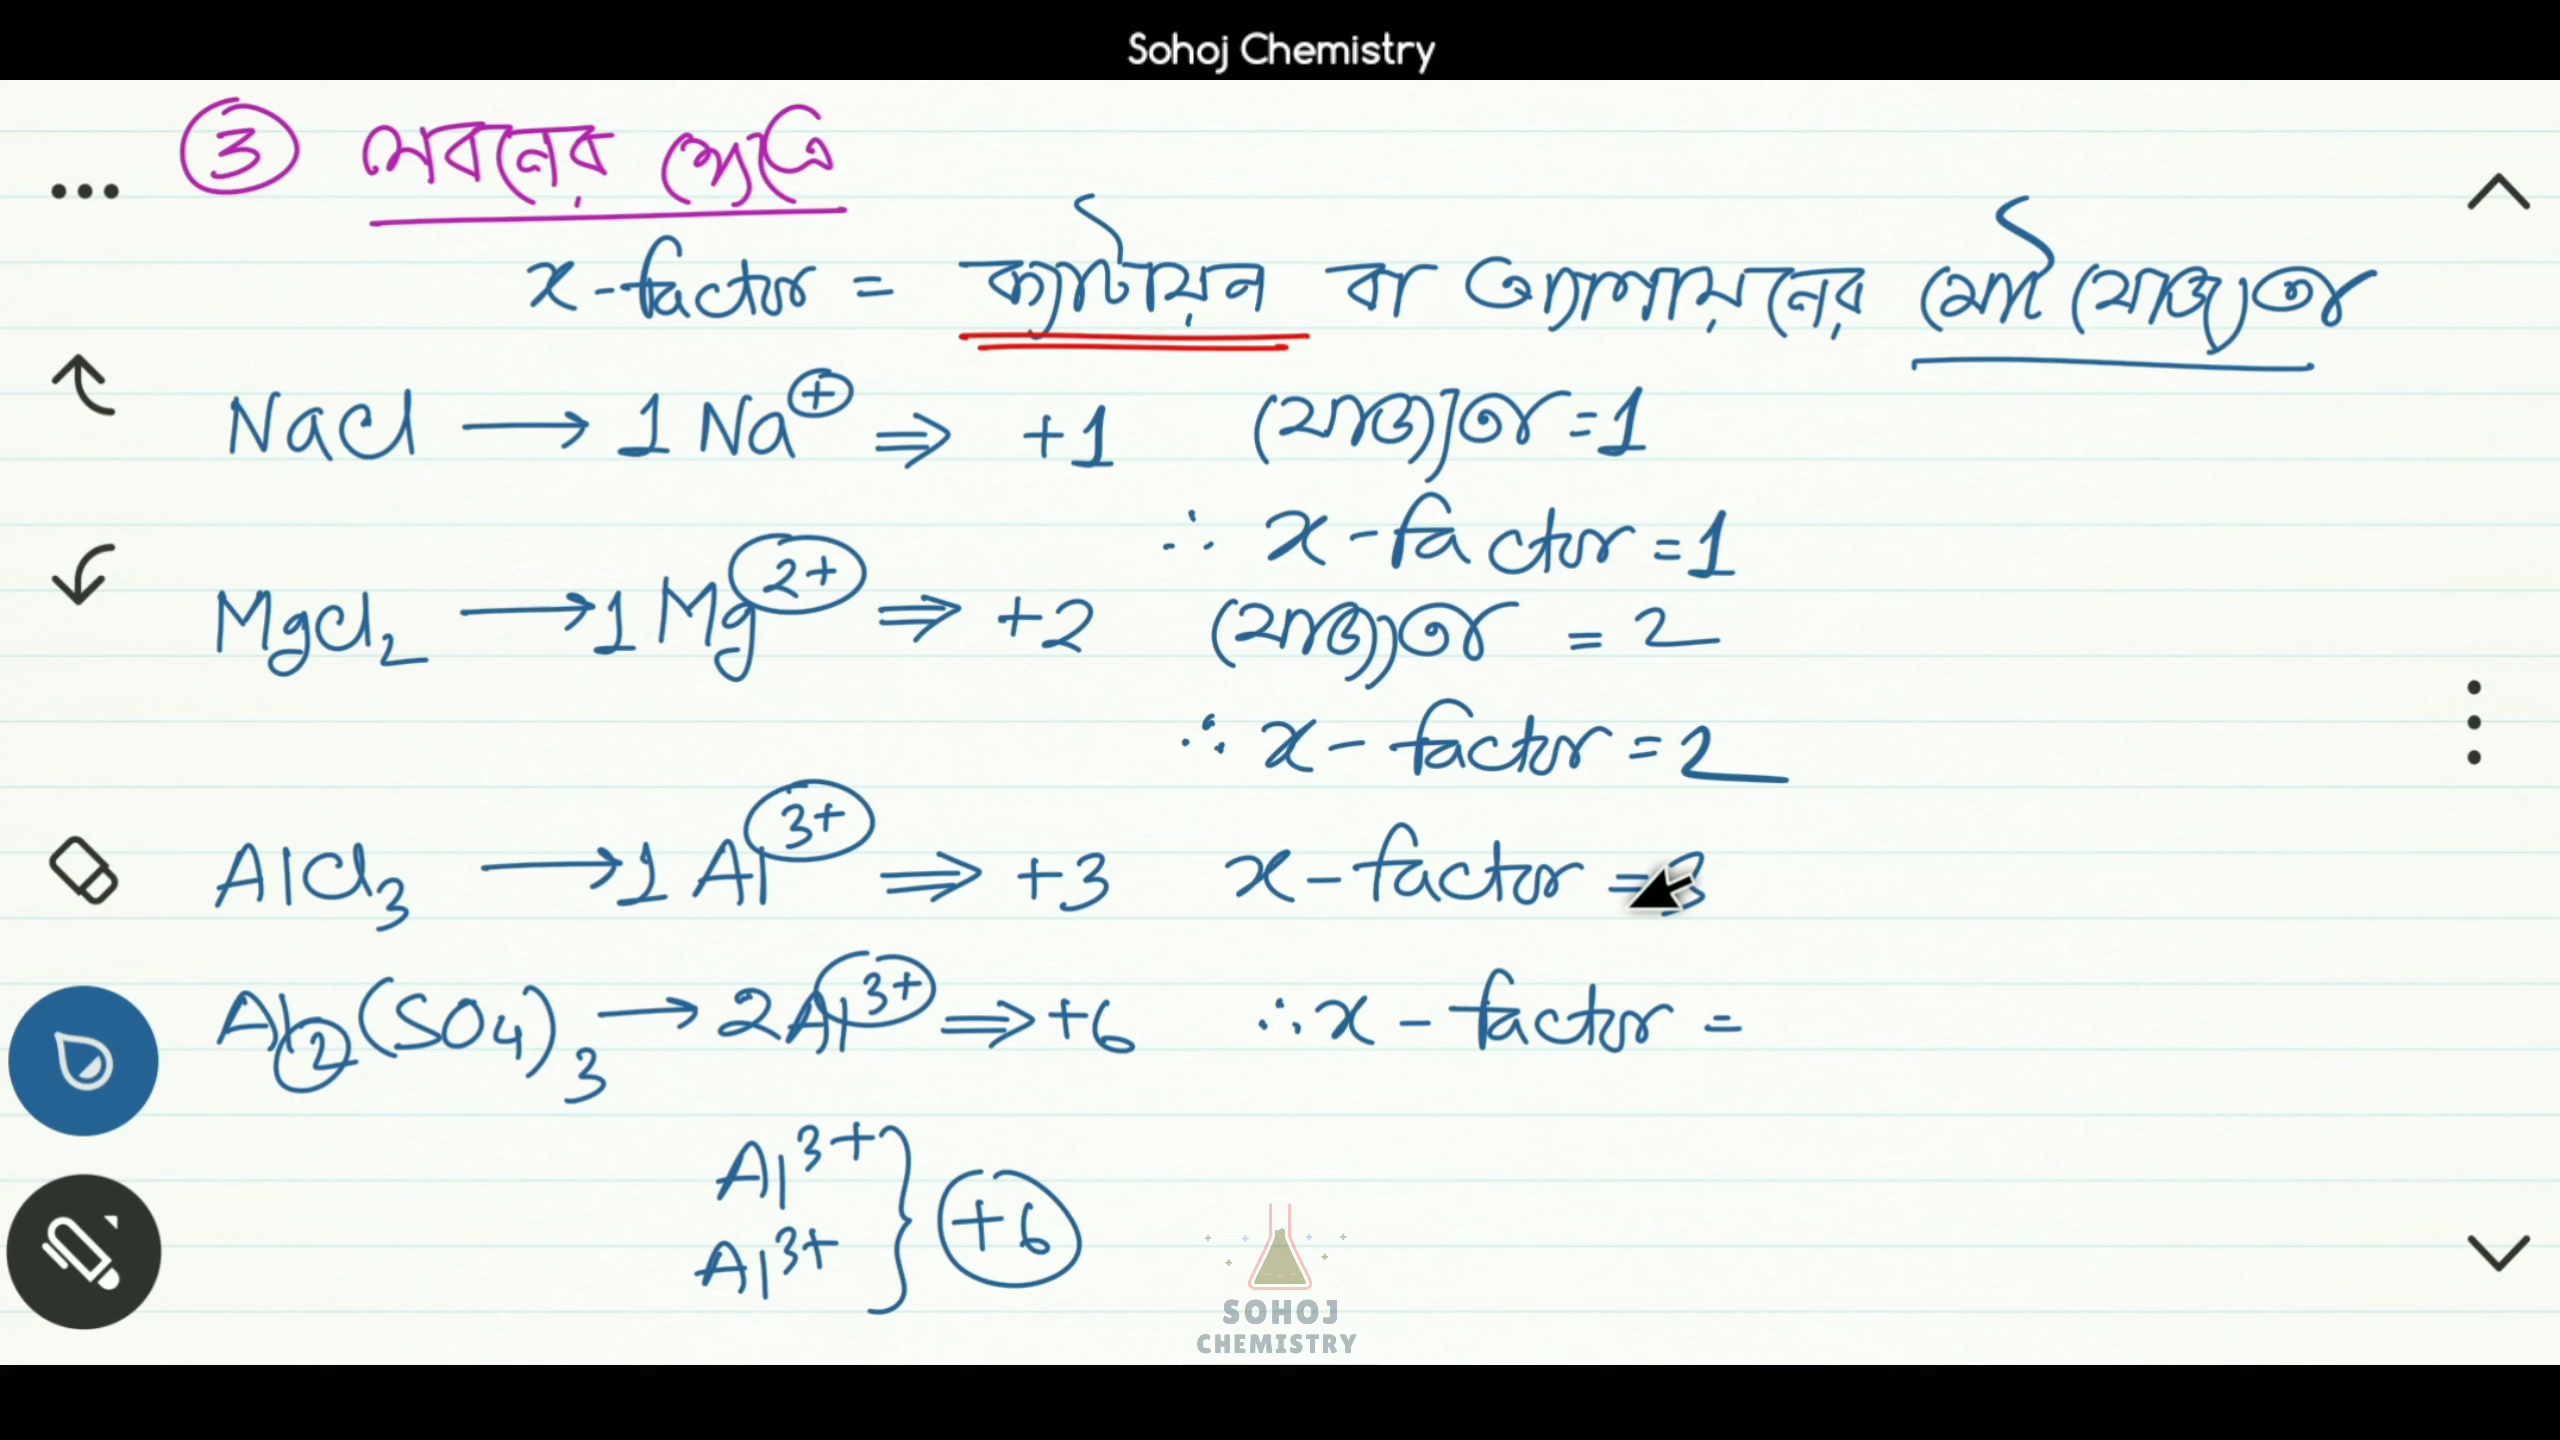 Sohoj Chemistry
③ লবনের ক্ষেত্রে
x-factor = ক্যাটায়ন বা অ্যানায়নের মোট যোজ্যতা
NaCl ⟶ 1 Na⁺ ⇒ +1 যোজ্যতা = 1
∴ x-factor = 1
MgCl₂ ⟶ 1 Mg²⁺ ⇒ +2 যোজ্যতা = 2
∴ x-factor = 2
AlCl₃ ⟶ 1 Al³⁺ ⇒ +3 x-factor = 3
Al₂(SO₄)₃ ⟶ 2Al³⁺ ⇒ +6 ∴ x-factor =
Al³⁺
Al³⁺ } +6
SOHOJ
CHEMISTRY